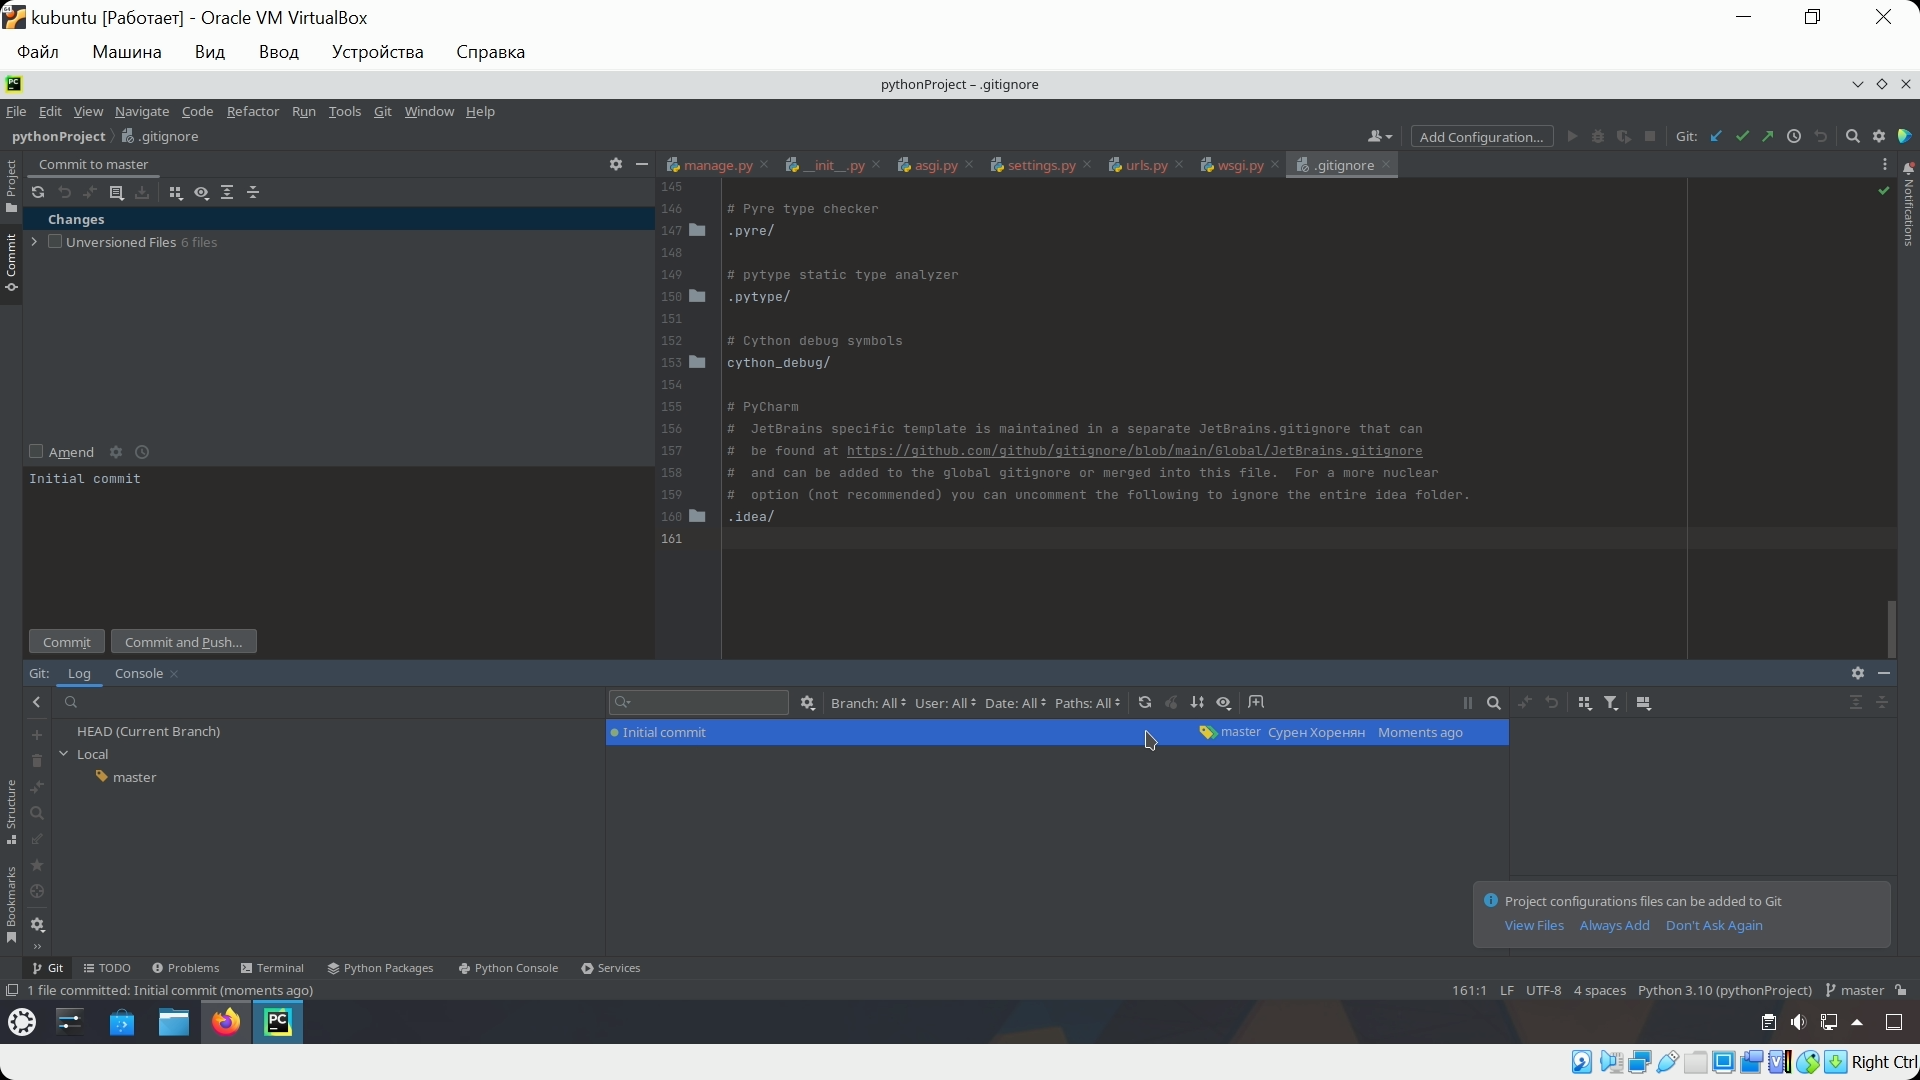 kubuntu [Работает] - Oracle VM VirtualBox
Файл Машина Вид Ввод Устройства Справка
pythonProject – .gitignore
File Edit View Navigate Code Refactor Run Tools Git Window Help
pythonProject .gitignore
Add Configuration...
Git:
Project
Commit
Structure
Bookmarks
Notifications
Commit to master
Changes
Unversioned Files 6 files
Amend
Initial commit
Commit
Commit and Push...
manage.py __init__.py asgi.py settings.py urls.py wsgi.py .gitignore
145
146 # Pyre type checker
147 .pyre/
148
149 # pytype static type analyzer
150 .pytype/
151
152 # Cython debug symbols
153 cython_debug/
154
155 # PyCharm
156 #  JetBrains specific template is maintained in a separate JetBrains.gitignore that can
157 #  be found at https://github.com/github/gitignore/blob/main/Global/JetBrains.gitignore
158 #  and can be added to the global gitignore or merged into this file.  For a more nuclear
159 #  option (not recommended) you can uncomment the following to ignore the entire idea folder.
160 .idea/
161
Git: Log Console
Branch: All User: All Date: All Paths: All
HEAD (Current Branch)
Local
master
Initial commit master Сурен Хоренян Moments ago
Project configurations files can be added to Git
View Files Always Add Don't Ask Again
Git TODO Problems Terminal Python Packages Python Console Services
1 file committed: Initial commit (moments ago)
161:1 LF UTF-8 4 spaces Python 3.10 (pythonProject) master
Right Ctrl